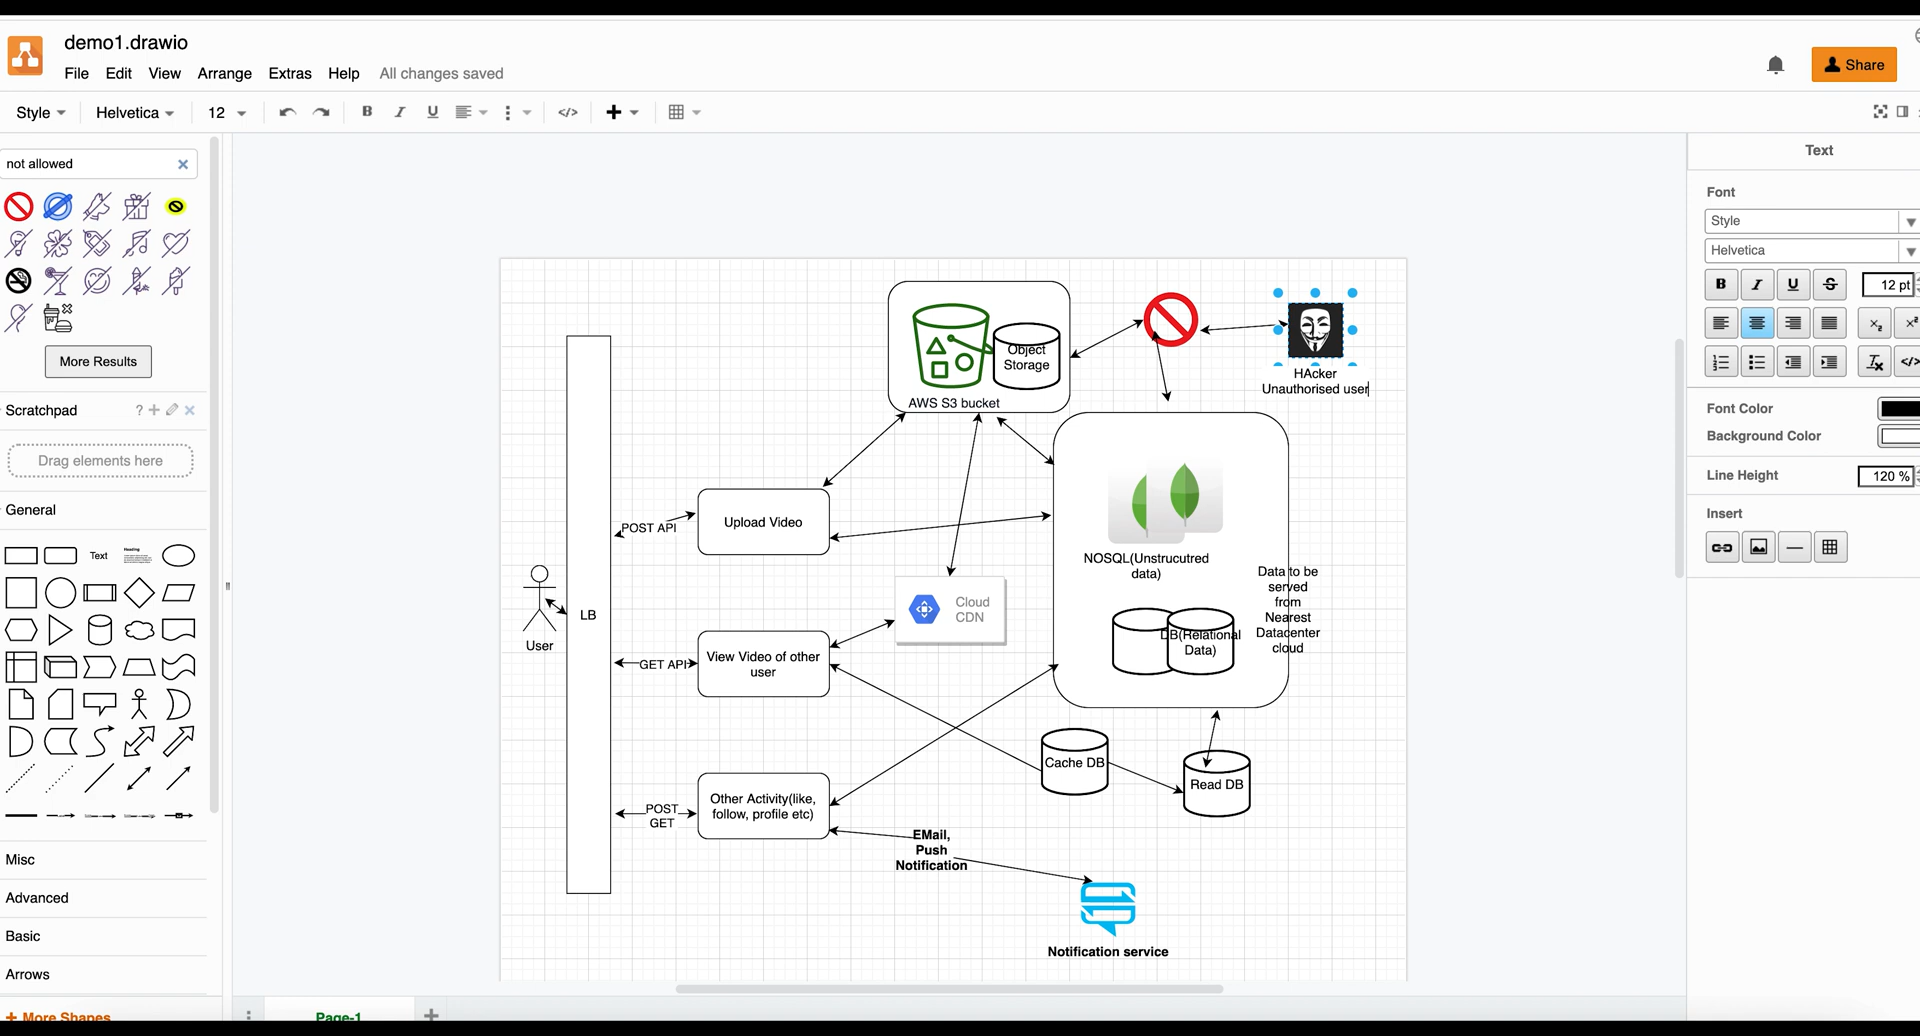 demo1.drawio
File Edit View Arrange Extras Help All changes saved
Share
Style Helvetica 12 B I U </>
not allowed
More Results
Scratchpad ?
Drag elements here
General
Text
Heading
Misc
Advanced
Basic
Arrows
+ More Shapes
Page-1
Object
Storage
AWS S3 bucket
HAcker
Unauthorised user
POST API
Upload Video
NOSQL(Unstrucutred
data)
Data to be
served
from
Nearest
Datacenter
cloud
Cloud
CDN
LB
User
GET API
View Video of other
user
DB(Relational
Data)
Cache DB
Read DB
POST
GET
Other Activity(like,
follow, profile etc)
EMail,
Push
Notification
Notification service
Text
Font
Style
Helvetica
B I U S 12 pt
Font Color
Background Color
Line Height 120 %
Insert